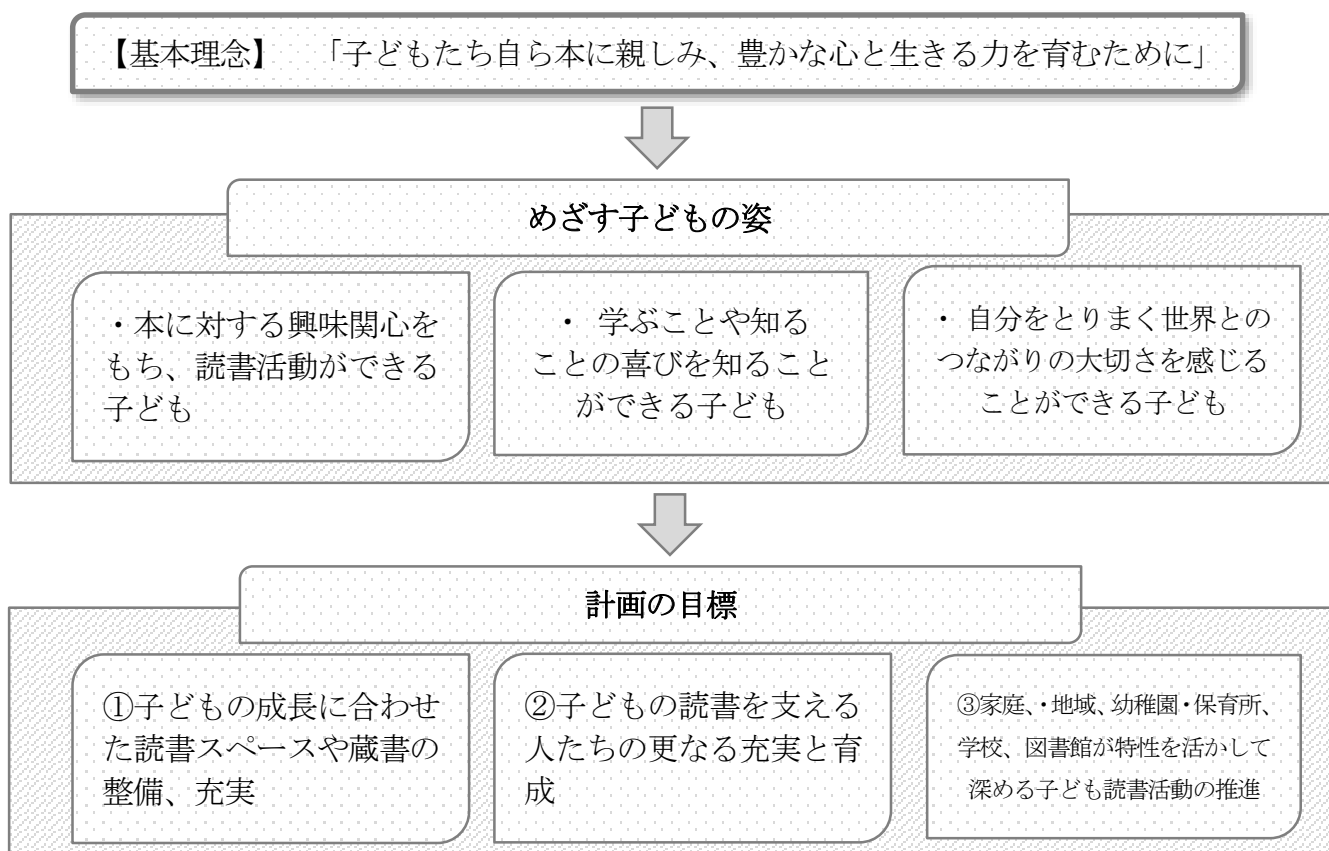 【基本理念】　「子どもたち自ら本に親しみ、豊かな心と生きる力を育むために」
めざす子どもの姿
・本に対する興味関心を
もち、読書活動ができる
子ども
・ 学ぶことや知る
ことの喜びを知ること
ができる子ども
・ 自分をとりまく世界との
つながりの大切さを感じる
ことができる子ども
計画の目標
①子どもの成長に合わせ
た読書スペースや蔵書の
整備、充実
②子どもの読書を支える
人たちの更なる充実と育
成
③家庭、・地域、幼稚園・保育所、
学校、図書館が特性を活かして
深める子ども読書活動の推進